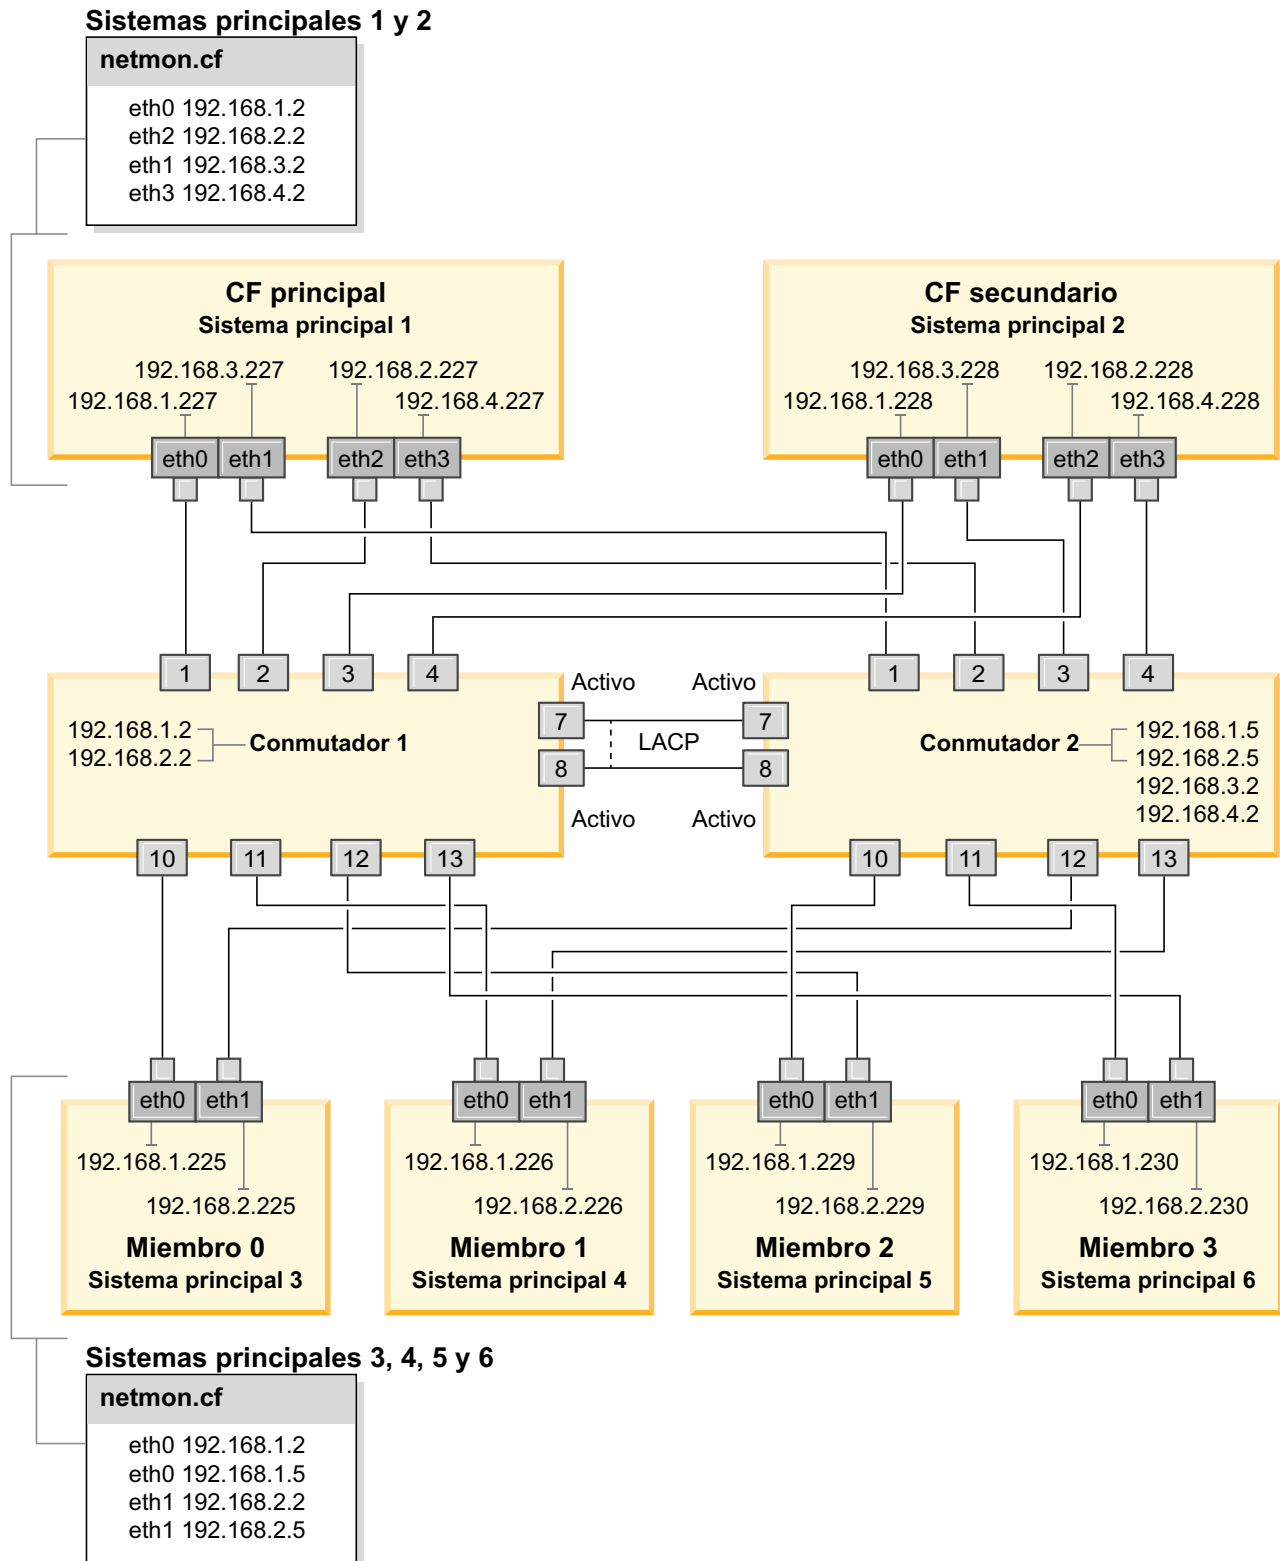 Sistemas principales 1 y 2
netmon.cf
eth0 192.168.1.2
eth2 192.168.2.2
eth1 192.168.3.2
eth3 192.168.4.2
CF principal
Sistema principal 1
192.168.3.227 192.168.2.227
192.168.1.227 192.168.4.227
eth0 eth1 eth2 eth3
CF secundario
Sistema principal 2
192.168.3.228 192.168.2.228
192.168.1.228 192.168.4.228
eth0 eth1 eth2 eth3
1 2 3 4
1 2 3 4
Activo Activo
7 7
LACP
8 8
Activo Activo
192.168.1.2
192.168.2.2
Conmutador 1
Conmutador 2
192.168.1.5
192.168.2.5
192.168.3.2
192.168.4.2
10 11 12 13
10 11 12 13
eth0 eth1
192.168.1.225
192.168.2.225
Miembro 0
Sistema principal 3
eth0 eth1
192.168.1.226
192.168.2.226
Miembro 1
Sistema principal 4
eth0 eth1
192.168.1.229
192.168.2.229
Miembro 2
Sistema principal 5
eth0 eth1
192.168.1.230
192.168.2.230
Miembro 3
Sistema principal 6
Sistemas principales 3, 4, 5 y 6
netmon.cf
eth0 192.168.1.2
eth0 192.168.1.5
eth1 192.168.2.2
eth1 192.168.2.5